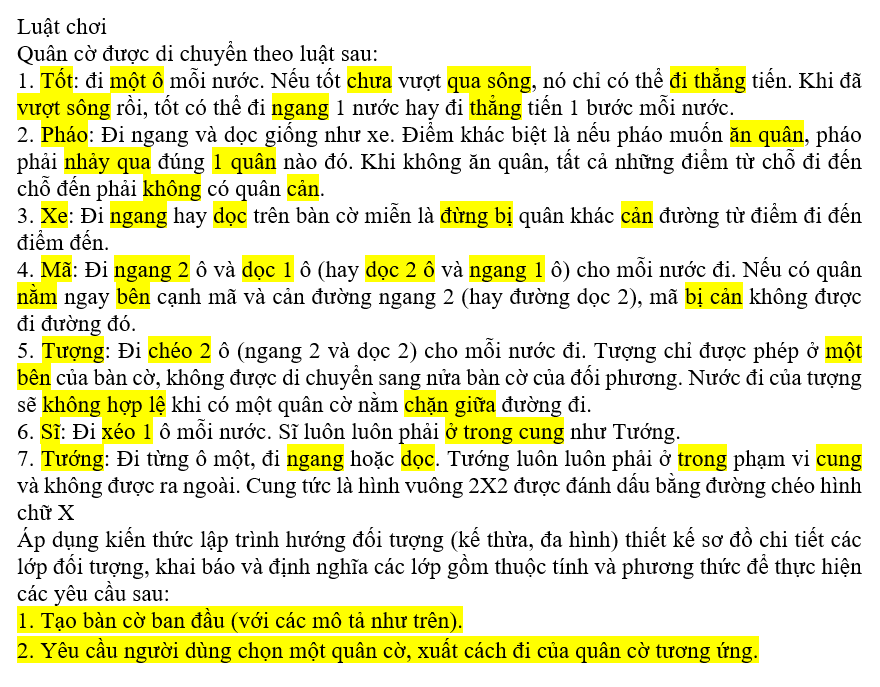 Luật chơi
Quân cờ được di chuyển theo luật sau:
1. Tốt: đi một ô mỗi nước. Nếu tốt chưa vượt qua sông, nó chỉ có thể đi thẳng tiến. Khi đã
vượt sông rồi, tốt có thể đi ngang 1 nước hay đi thẳng tiến 1 bước mỗi nước.
2. Pháo: Đi ngang và dọc giống như xe. Điểm khác biệt là nếu pháo muốn ăn quân, pháo
phải nhảy qua đúng 1 quân nào đó. Khi không ăn quân, tất cả những điểm từ chỗ đi đến
chỗ đến phải không có quân cản.
3. Xe: Đi ngang hay dọc trên bàn cờ miễn là đừng bị quân khác cản đường từ điểm đi đến
điểm đến.
4. Mã: Đi ngang 2 ô và dọc 1 ô (hay dọc 2 ô và ngang 1 ô) cho mỗi nước đi. Nếu có quân
nằm ngay bên cạnh mã và cản đường ngang 2 (hay đường dọc 2), mã bị cản không được
đi đường đó.
5. Tượng: Đi chéo 2 ô (ngang 2 và dọc 2) cho mỗi nước đi. Tượng chỉ được phép ở một
bên của bàn cờ, không được di chuyển sang nửa bàn cờ của đối phương. Nước đi của tượng
sẽ không hợp lệ khi có một quân cờ nằm chặn giữa đường đi.
6. Sĩ: Đi xéo 1 ô mỗi nước. Sĩ luôn luôn phải ở trong cung như Tướng.
7. Tướng: Đi từng ô một, đi ngang hoặc dọc. Tướng luôn luôn phải ở trong phạm vi cung
và không được ra ngoài. Cung tức là hình vuông 2X2 được đánh dấu bằng đường chéo hình
chữ X
Áp dụng kiến thức lập trình hướng đối tượng (kế thừa, đa hình) thiết kế sơ đồ chi tiết các
lớp đối tượng, khai báo và định nghĩa các lớp gồm thuộc tính và phương thức để thực hiện
các yêu cầu sau:
1. Tạo bàn cờ ban đầu (với các mô tả như trên).
2. Yêu cầu người dùng chọn một quân cờ, xuất cách đi của quân cờ tương ứng.